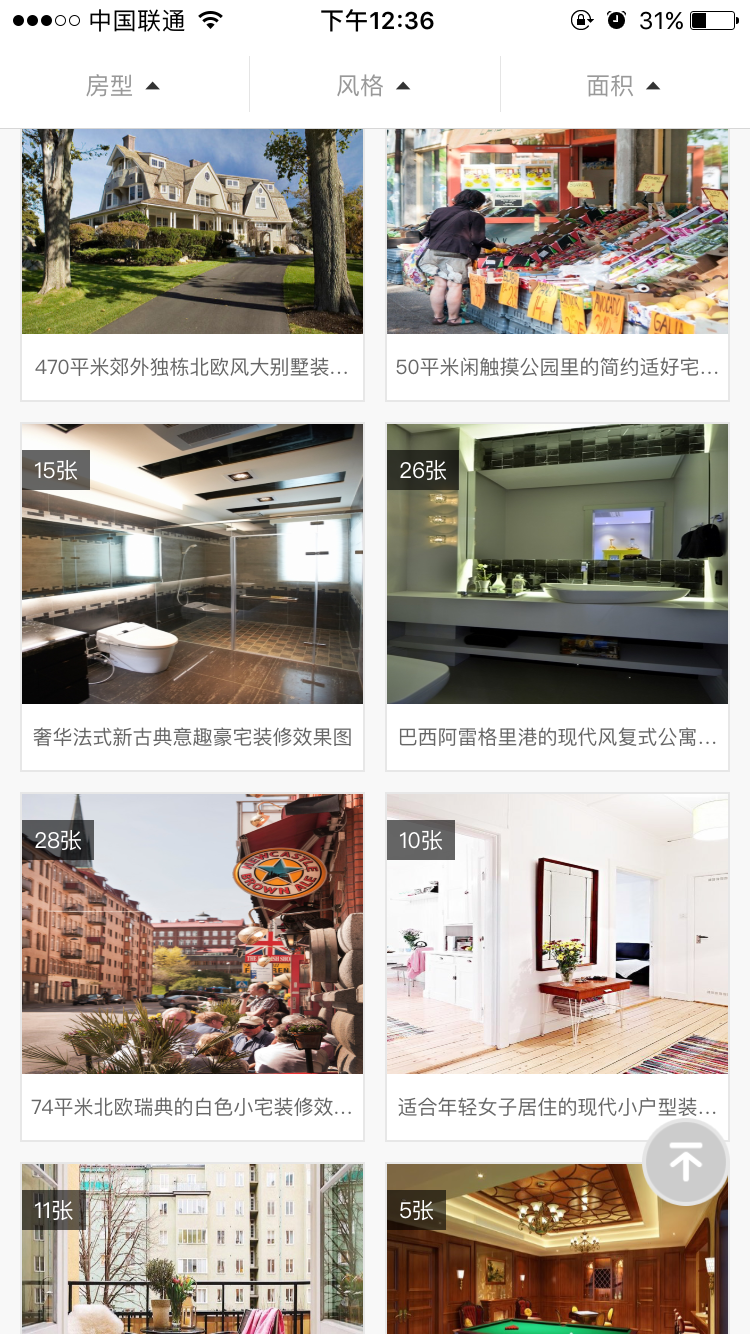 中国联通
下午12:36
31%
房型
风格
面积
470平米郊外独栋北欧风大别墅装...
50平米闲触摸公园里的简约适好宅...
15张
26张
奢华法式新古典意趣豪宅装修效果图
巴西阿雷格里港的现代风复式公寓...
28张
NEWCASTLE
BROWN ALE
10张
74平米北欧瑞典的白色小宅装修效...
适合年轻女子居住的现代小户型装...
11张
5张